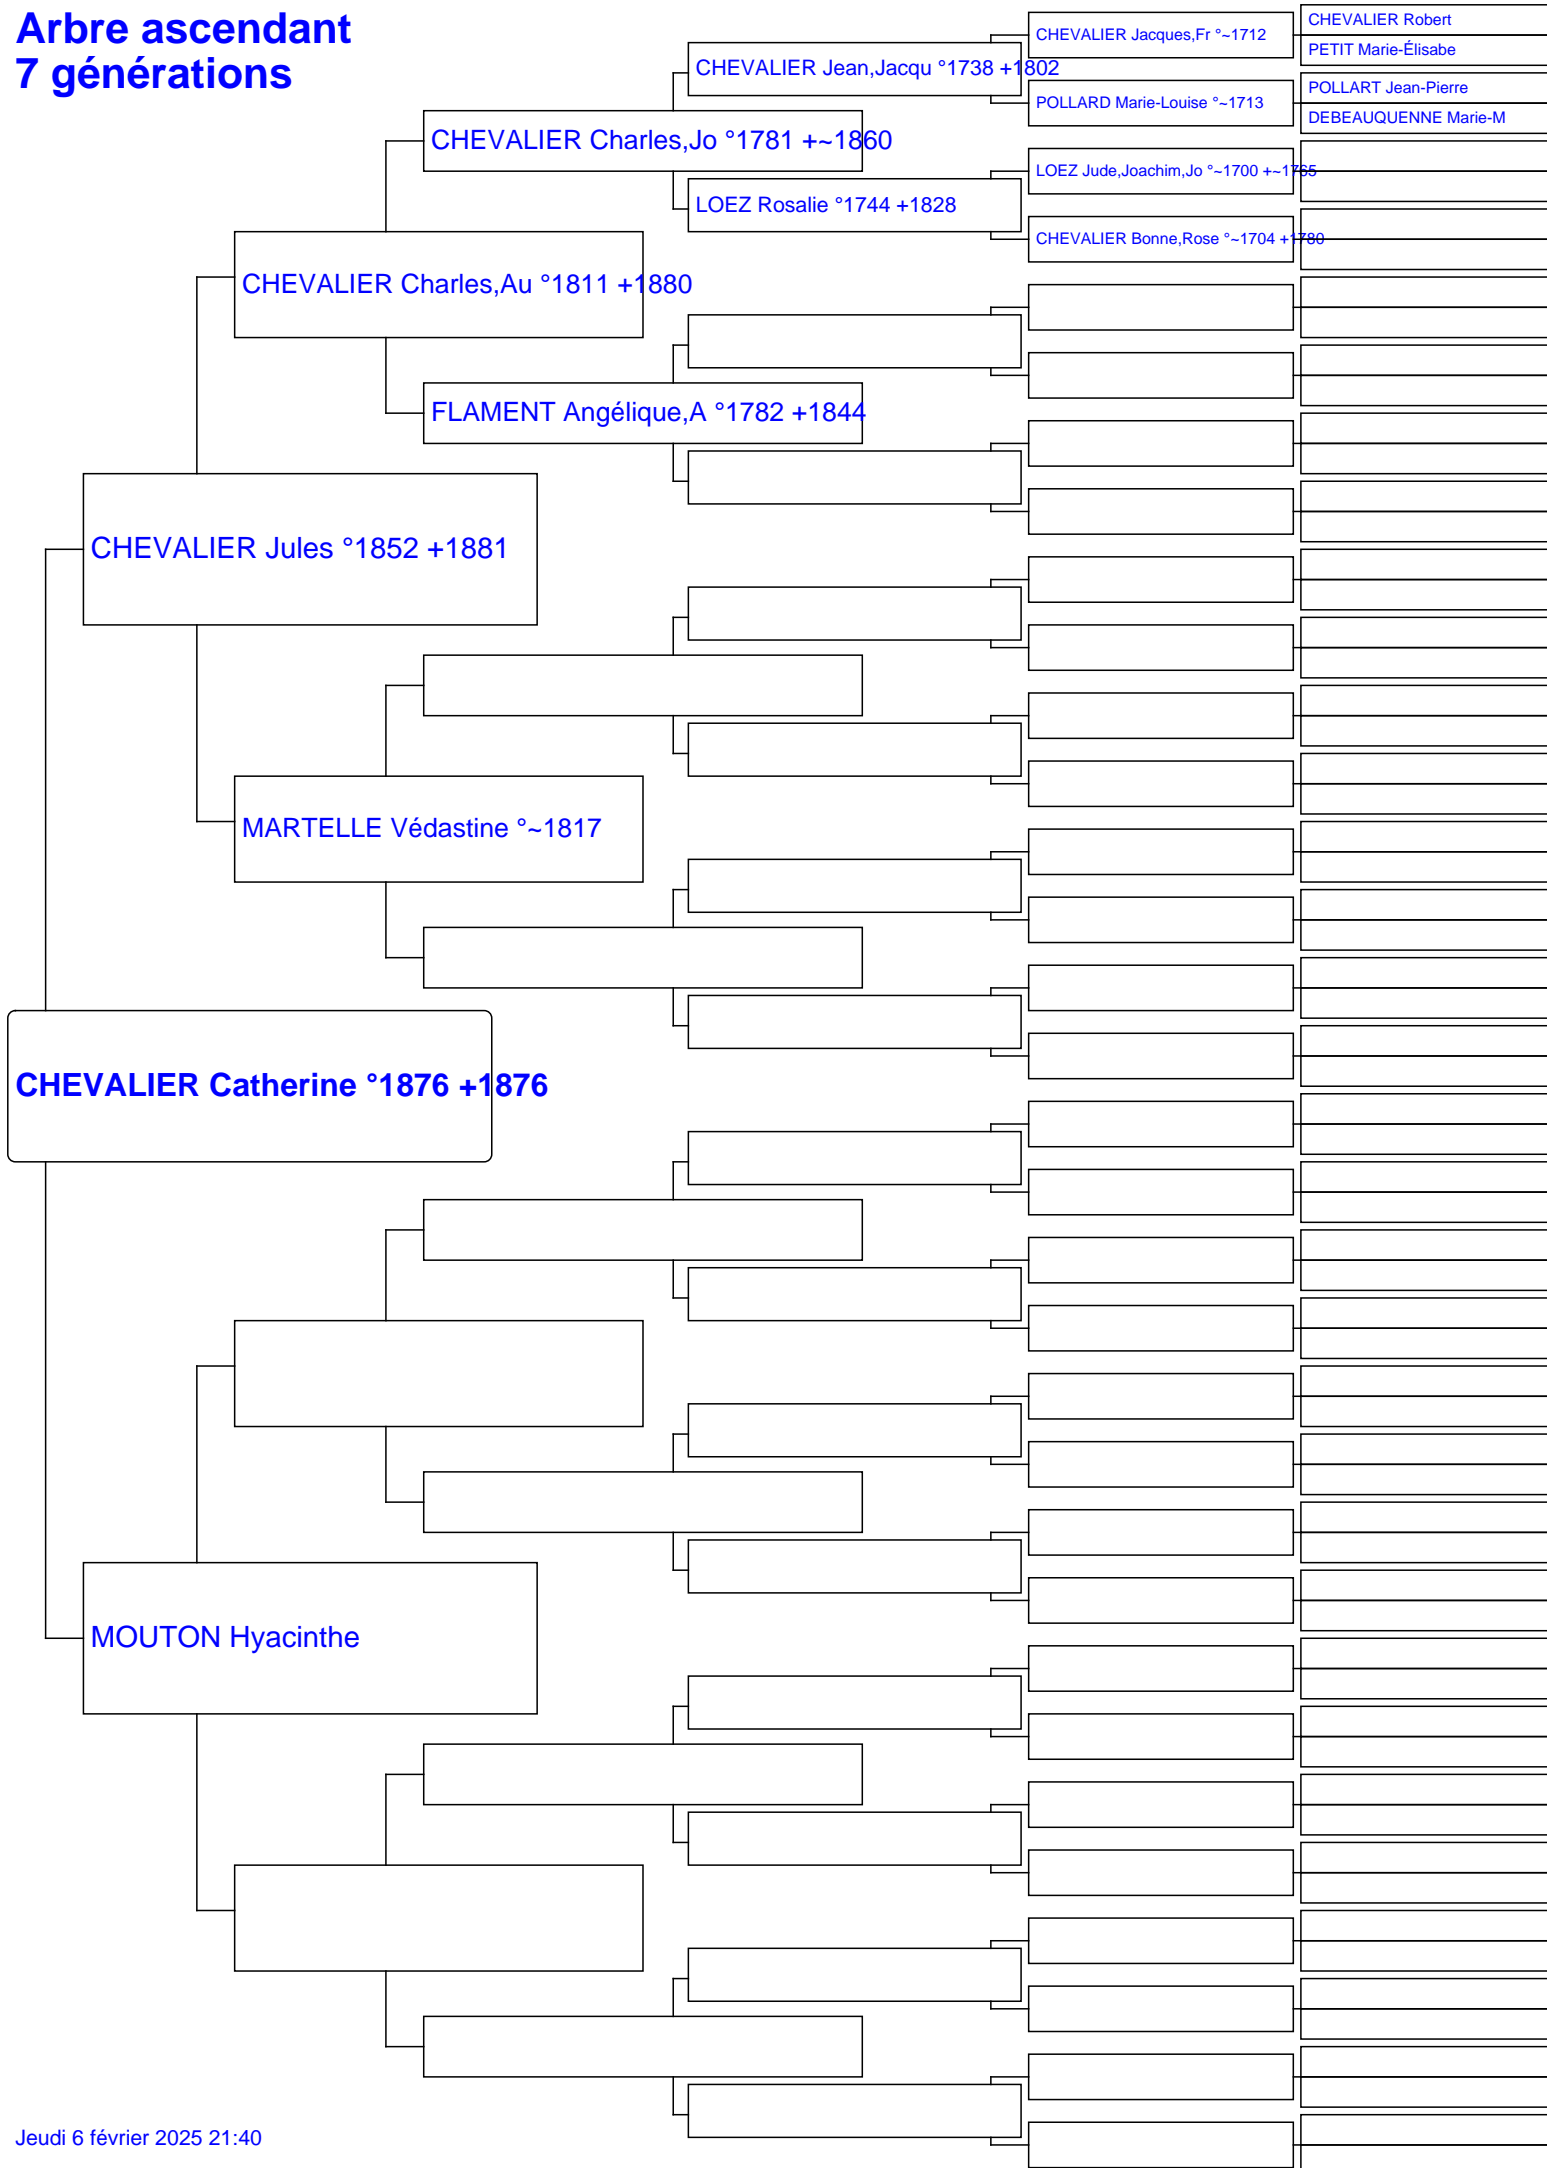 Arbre ascendant
7 générations
CHEVALIER Robert
CHEVALIER Jacques,Fr °~1712
PETIT Marie-Élisabe
CHEVALIER Jean,Jacqu °1738 +1802
POLLART Jean-Pierre
POLLARD Marie-Louise °~1713
DEBEAUQUENNE Marie-M
CHEVALIER Charles,Jo °1781 +~1860
LOEZ Jude,Joachim,Jo °~1700 +~1765
LOEZ Rosalie °1744 +1828
CHEVALIER Bonne,Rose °~1704 +1780
CHEVALIER Charles,Au °1811 +1880
FLAMENT Angélique,A °1782 +1844
CHEVALIER Jules °1852 +1881
MARTELLE Védastine °~1817
CHEVALIER Catherine °1876 +1876
MOUTON Hyacinthe
Jeudi 6 février 2025 21:40